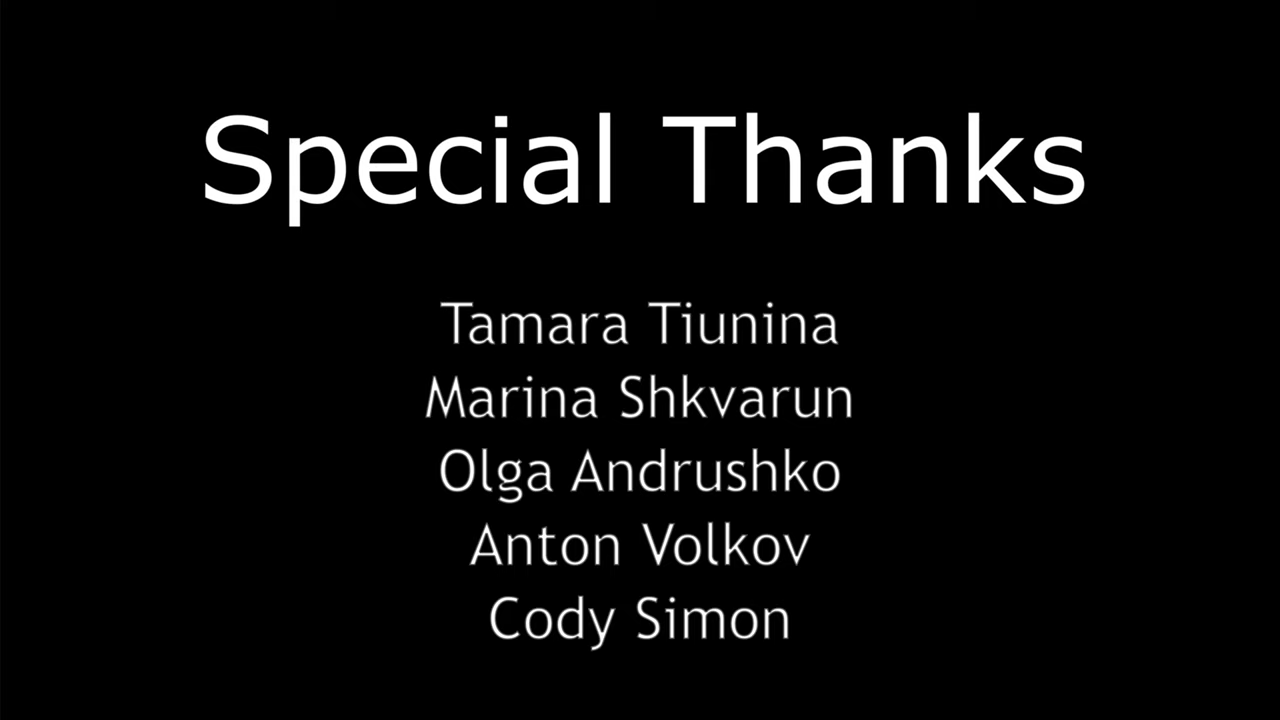 Special Thanks
Tamara Tiunina
Marina Shkvarun
Olga Andrushko
Anton Volkov
Cody Simon